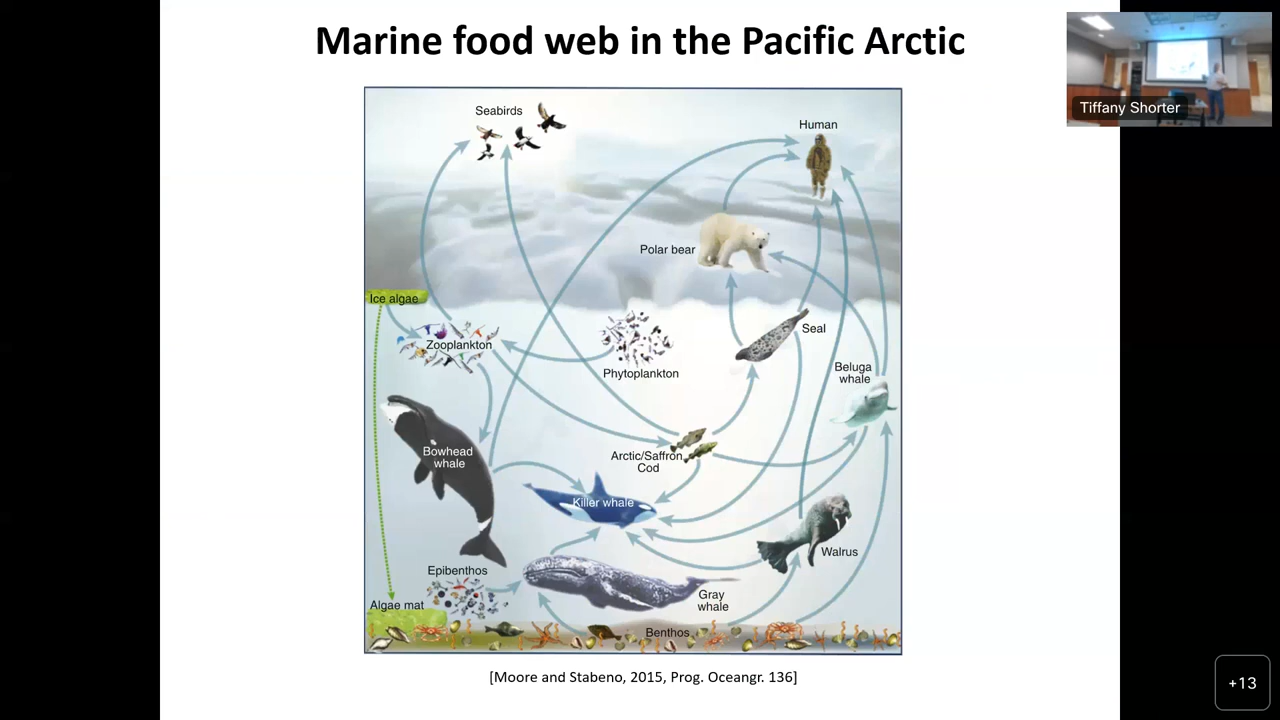 Marine food web in the Pacific Arctic
Tiffany Shorter
Seabirds
Human
Polar bear
Ice algae
Zooplankton
Phytoplankton
Seal
Beluga
whale
Bowhead
whale
Arctic/Saffron
Cod
Killer whale
Walrus
Epibenthos
Gray
whale
Algae mat
Benthos
[Moore and Stabeno, 2015, Prog. Oceangr. 136]
+13